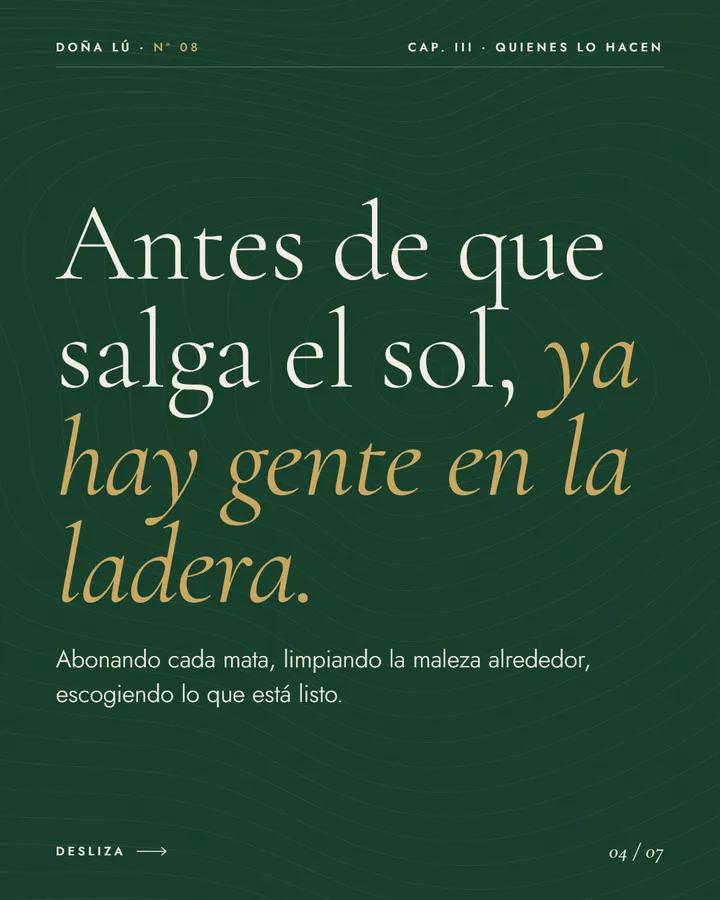 DOÑA LÚ · N° 08
CAP. III · QUIENES LO HACEN
Antes de que
salga el sol, ya
hay gente en la
ladera.
Abonando cada mata, limpiando la maleza alrededor,
escogiendo lo que está listo.
DESLIZA →
04 / 07